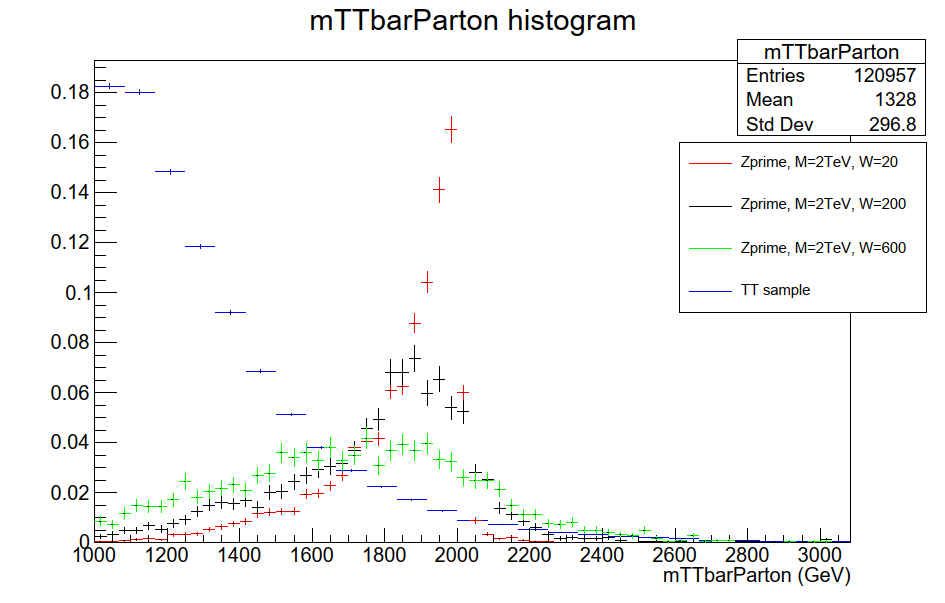 mTTbarParton histogram
mTTbarParton
Entries 120957
Mean 1328
Std Dev 296.8
Zprime, M=2TeV, W=20
Zprime, M=2TeV, W=200
Zprime, M=2TeV, W=600
TT sample
0.18
0.16
0.14
0.12
0.1
0.08
0.06
0.04
0.02
0
1000 1200 1400 1600 1800 2000 2200 2400 2600 2800 3000
mTTbarParton (GeV)